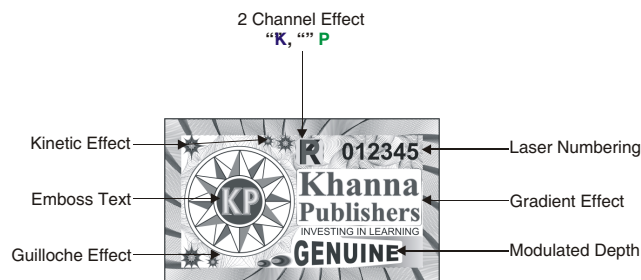 2 Channel Effect
“K, “” P
Kinetic Effect
K 012345
Laser Numbering
Emboss Text
KP
Khanna
Publishers
Gradient Effect
INVESTING IN LEARNING
Guilloche Effect
GENUINE
Modulated Depth